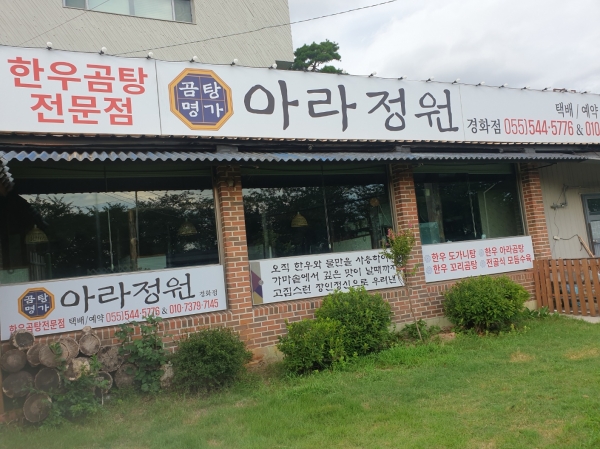 한우곰탕
전문점
곰탕
명가
아라정원
경화점
택배 / 예약
055)544-5776 & 010
곰탕
명가
아라정원
경화점
한우곰탕전문점 택배/예약 055)544-5776 & 010-7379-7145
오직 한우와 물만을 사용하여
가마솥에서 깊은 맛이 날때까지
고집스런 장인정신으로 우려낸
한우 도가니탕 한우 아라곰탕
한우 꼬리곰탕 전골식 모듬수육